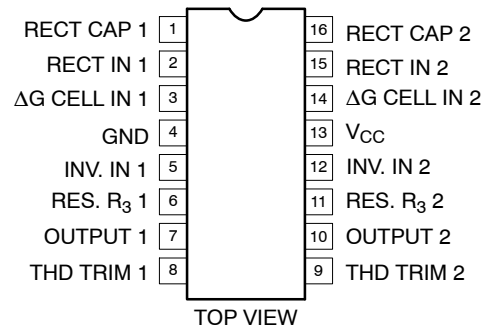 RECT CAP 1 1 16 RECT CAP 2
RECT IN 1 2 15 RECT IN 2
ΔG CELL IN 1 3 14 ΔG CELL IN 2
GND 4 13 VCC
INV. IN 1 5 12 INV. IN 2
RES. R3 1 6 11 RES. R3 2
OUTPUT 1 7 10 OUTPUT 2
THD TRIM 1 8 9 THD TRIM 2
TOP VIEW